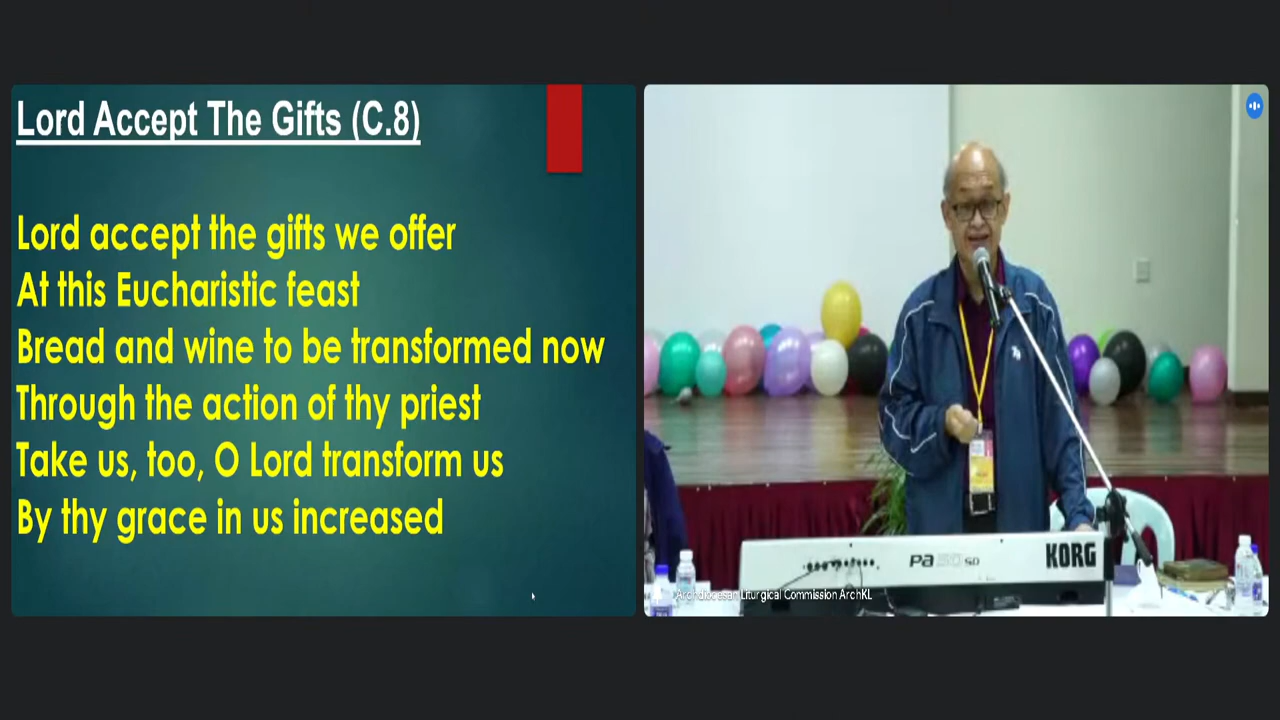 Lord Accept The Gifts (C.8)
Lord accept the gifts we offer
At this Eucharistic feast
Bread and wine to be transformed now
Through the action of thy priest
Take us, too, O Lord transform us
By thy grace in us increased
Pa50SD
KORG
Archdiocesan Liturgical Commission ArchKL